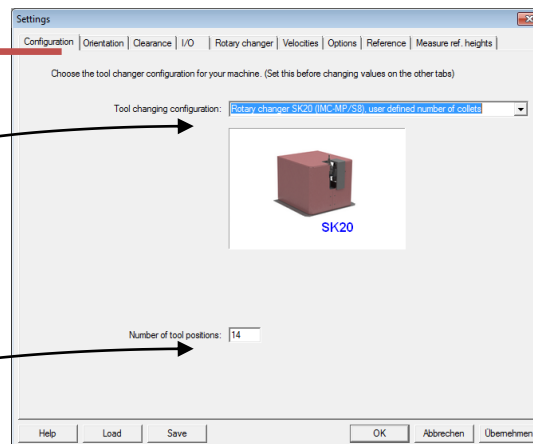 Settings
Configuration Orientation Clearance I/O Rotary changer Velocities Options Reference Measure ref. heights
Choose the tool changer configuration for your machine. (Set this before changing values on the other tabs)
Tool changing configuration: Rotary changer SK20 (IMC-MP/S8), user defined number of collets
SK20
Number of tool positions: 14
Help Load Save OK Abbrechen Übernehmen